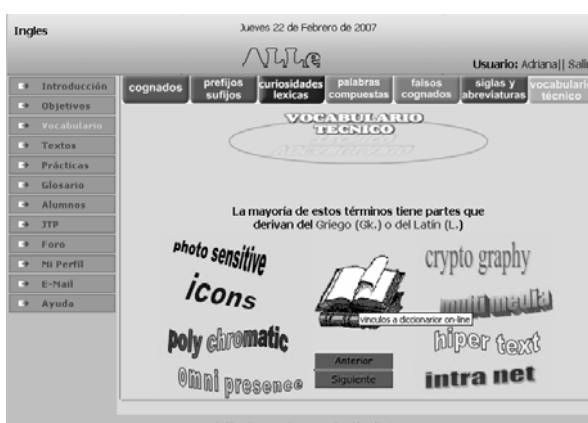 Ingles
Jueves 22 de Febrero de 2007
ALLe
Usuario: Adriana|| Sali
Introducción
Objetivos
Vocabulario
Textos
Prácticas
Glosario
Alumnos
JTP
Foro
Mi Perfil
E-Mail
Ayuda
cognados
prefijos sufijos
curiosidades lexicas
palabras compuestas
falsos cognados
siglas y abreviaturas
vocabulario técnico
VOCABULARIO
TECNICO
La mayoría de estos términos tiene partes que
derivan del Griego (Gk.) o del Latín (L.)
photo sensitive
icons
poly chromatic
omni presence
vinculos a diccionarior on-line
Anterior
Siguiente
crypto graphy
multi media
hiper text
intra net